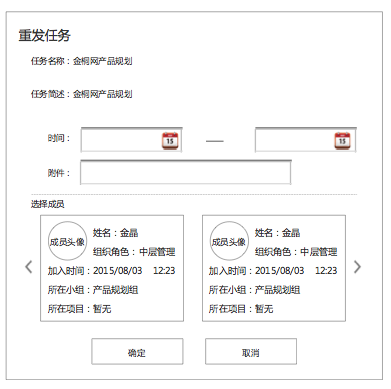 重发任务
任务名称：金桐网产品规划
任务简述：金桐网产品规划
时间： 15 — 15
附件：
选择成员
成员头像 姓名：金晶
组织角色：中层管理
加入时间：2015/08/03 12:23
所在小组：产品规划组
所在项目：暂无
成员头像 姓名：金晶
组织角色：中层管理
加入时间：2015/08/03 12:23
所在小组：产品规划组
所在项目：暂无
确定 取消